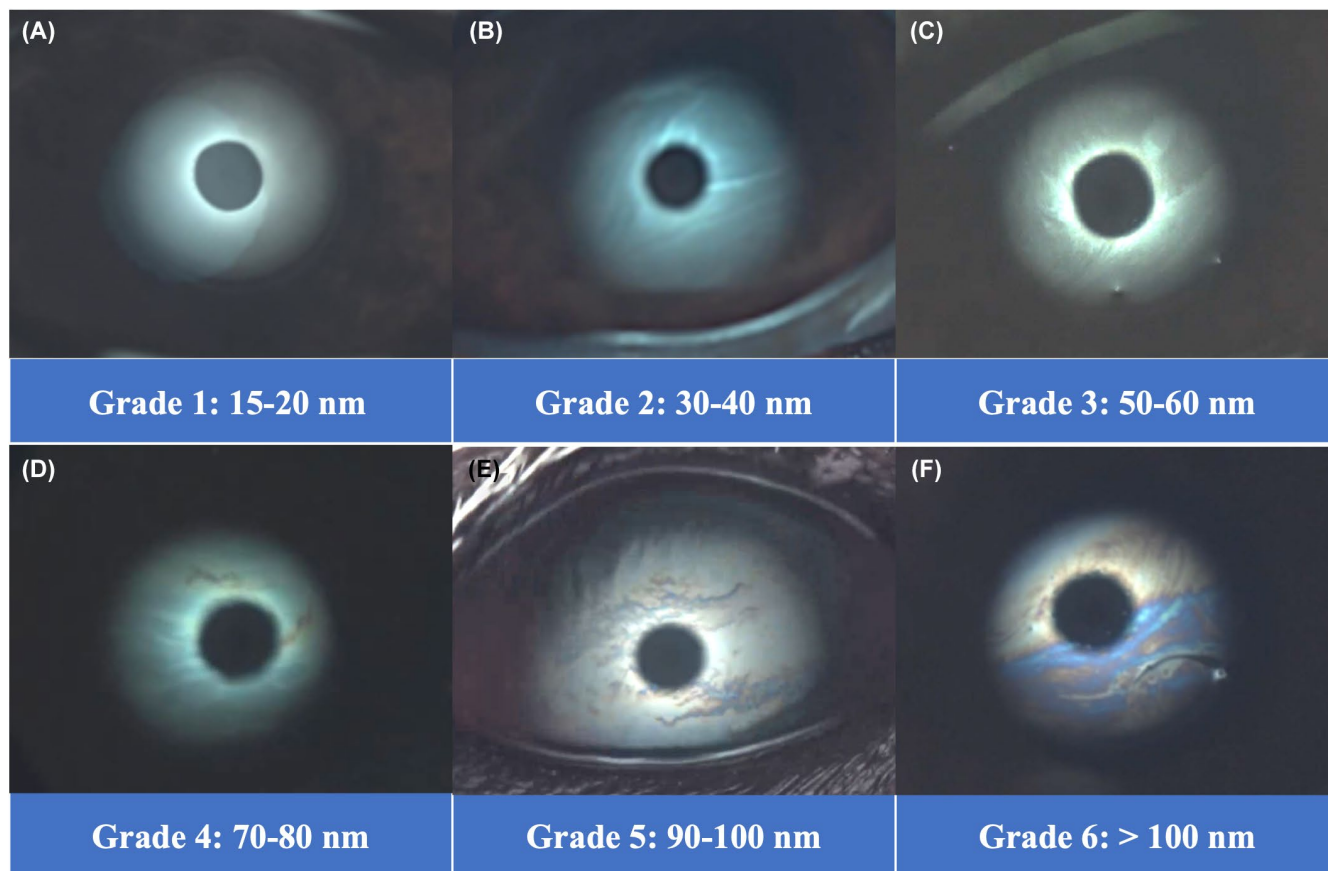 (A)
(B)
(C)
Grade 1: 15-20 nm
Grade 2: 30-40 nm
Grade 3: 50-60 nm
(D)
(E)
(F)
Grade 4: 70-80 nm
Grade 5: 90-100 nm
Grade 6: > 100 nm